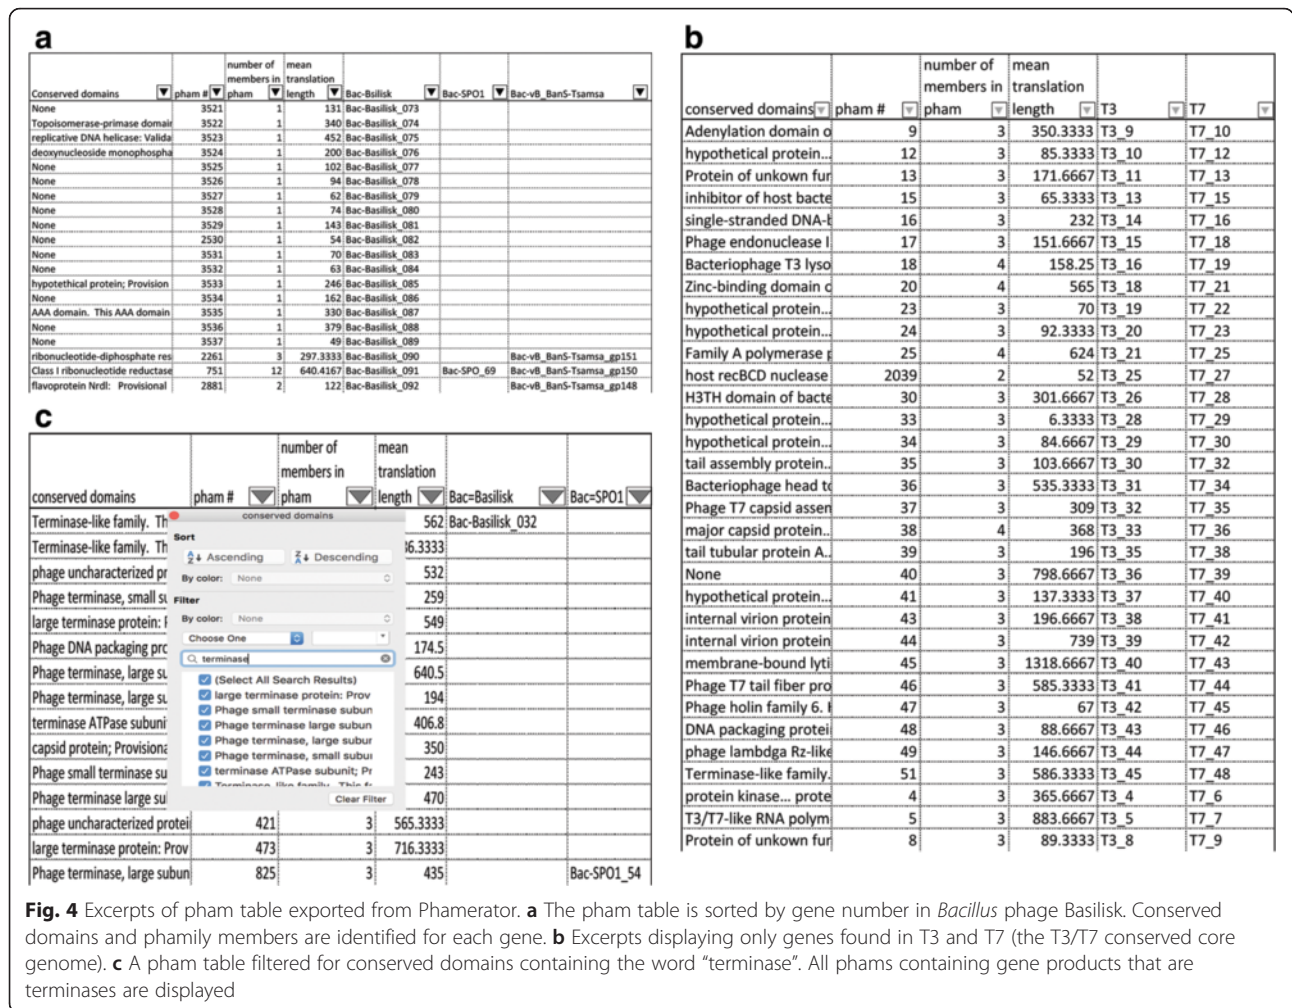 a
number of mean
members in translation
Conserved domains pham # pham length Bac-Bsilisk Bac-SPO1 Bac-vB_BanS-Tsamsa
None 3521 1 131 Bac-Basilisk_073
Topoisomerase-primase domair 3522 1 340 Bac-Basilisk_074
replicative DNA helicase: Valida 3523 1 452 Bac-Basilisk_075
deoxynucleoside monophospha 3524 1 200 Bac-Basilisk_076
None 3525 1 102 Bac-Basilisk_077
None 3526 1 94 Bac-Basilisk_078
None 3527 1 62 Bac-Basilisk_079
None 3528 1 74 Bac-Basilisk_080
None 3529 1 143 Bac-Basilisk_081
None 2530 1 54 Bac-Basilisk_082
None 3531 1 70 Bac-Basilisk_083
None 3532 1 63 Bac-Basilisk_084
hypotethical protein; Provision 3533 1 246 Bac-Basilisk_085
None 3534 1 162 Bac-Basilisk_086
AAA domain. This AAA domain 3535 1 330 Bac-Basilisk_087
None 3536 1 379 Bac-Basilisk_088
None 3537 1 49 Bac-Basilisk_089
ribonucleotide-diphosphate res 2261 3 297.3333 Bac-Basilisk_090 Bac-vB_BanS-Tsamsa_gp151
Class I ribonucleotide reductase 751 12 640.4167 Bac-Basilisk_091 Bac-SPO_69 Bac-vB_BanS-Tsamsa_gp150
flavoprotein NrdI: Provisional 2881 2 122 Bac-Basilisk_092 Bac-vB_BanS-Tsamsa_gp148
b
number of mean
members in translation
conserved domains pham # pham length T3 T7
Adenylation domain o 9 3 350.3333 T3_9 T7_10
hypothetical protein... 12 3 85.3333 T3_10 T7_12
Protein of unkown fur 13 3 171.6667 T3_11 T7_13
inhibitor of host bacte 15 3 65.3333 T3_13 T7_15
single-stranded DNA-b 16 3 232 T3_14 T7_16
Phage endonuclease I 17 3 151.6667 T3_15 T7_18
Bacteriophage T3 lyso 18 4 158.25 T3_16 T7_19
Zinc-binding domain c 20 4 565 T3_18 T7_21
hypothetical protein... 23 3 70 T3_19 T7_22
hypothetical protein... 24 3 92.3333 T3_20 T7_23
Family A polymerase p 25 4 624 T3_21 T7_25
host recBCD nuclease 2039 2 52 T3_25 T7_27
H3TH domain of bacte 30 3 301.6667 T3_26 T7_28
hypothetical protein... 33 3 6.3333 T3_28 T7_29
hypothetical protein... 34 3 84.6667 T3_29 T7_30
tail assembly protein.. 35 3 103.6667 T3_30 T7_32
Bacteriophage head to 36 3 535.3333 T3_31 T7_34
Phage T7 capsid assen 37 3 309 T3_32 T7_35
major capsid protein.. 38 4 368 T3_33 T7_36
tail tubular protein A.. 39 3 196 T3_35 T7_38
None 40 3 798.6667 T3_36 T7_39
hypothetical protein... 41 3 137.3333 T3_37 T7_40
internal virion protein 43 3 196.6667 T3_38 T7_41
internal virion protein 44 3 739 T3_39 T7_42
membrane-bound lyti 45 3 1318.6667 T3_40 T7_43
Phage T7 tail fiber pro 46 3 585.3333 T3_41 T7_44
Phage holin family 6. H 47 3 67 T3_42 T7_45
DNA packaging protei 48 3 88.6667 T3_43 T7_46
phage lambdga Rz-like 49 3 146.6667 T3_44 T7_47
Terminase-like family. 51 3 586.3333 T3_45 T7_48
protein kinase... prote 4 3 365.6667 T3_4 T7_6
T3/T7-like RNA polym 5 3 883.6667 T3_5 T7_7
Protein of unkown fur 8 3 89.3333 T3_8 T7_9
c
number of mean
members in translation
conserved domains pham # pham length Bac=Basilisk Bac=SPO1
Terminase-like family. Th 562 Bac-Basilisk_032
Terminase-like family. Th 36.3333
phage uncharacterized pr 532
Phage terminase, small su 259
large terminase protein: F 549
Phage DNA packaging prc 174.5
Phage terminase, large su 640.5
Phage terminase, large su 194
terminase ATPase subuni 406.8
capsid protein; Provisiona 350
Phage small terminase su 243
Phage terminase large sul 470
phage uncharacterized protei 421 3 565.3333
large terminase protein: Prov 473 3 716.3333
Phage terminase, large subun 825 3 435 Bac-SPO1_54
conserved domains
Sort
Ascending Descending
By color: None
Filter
By color: None
Choose One
terminase
(Select All Search Results)
large terminase protein: Prov
Phage small terminase subun
Phage terminase large subun
Phage terminase, large subur
Phage terminase, small subui
terminase ATPase subunit; Pr
Terminase-like family. This f
Clear Filter
Fig. 4 Excerpts of pham table exported from Phamerator. a The pham table is sorted by gene number in Bacillus phage Basilisk. Conserved
domains and phamily members are identified for each gene. b Excerpts displaying only genes found in T3 and T7 (the T3/T7 conserved core
genome). c A pham table filtered for conserved domains containing the word “terminase”. All phams containing gene products that are
terminases are displayed